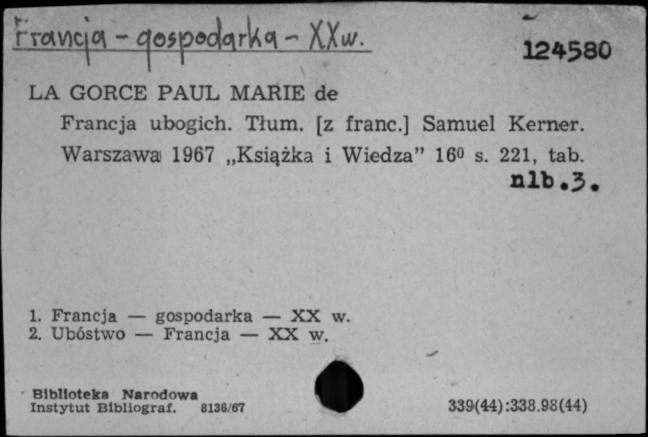 Francja - gospodarka - XXw.
124580
LA GORCE PAUL MARIE de
Francja ubogich. Tłum. [z franc.] Samuel Kerner.
Warszawa 1967 „Książka i Wiedza” 16⁰ s. 221, tab.
nlb.3.
1. Francja — gospodarka — XX w.
2. Ubóstwo — Francja — XX w.
Biblioteka Narodowa
Instytut Bibliograf. 8136/67
339(44):338.98(44)